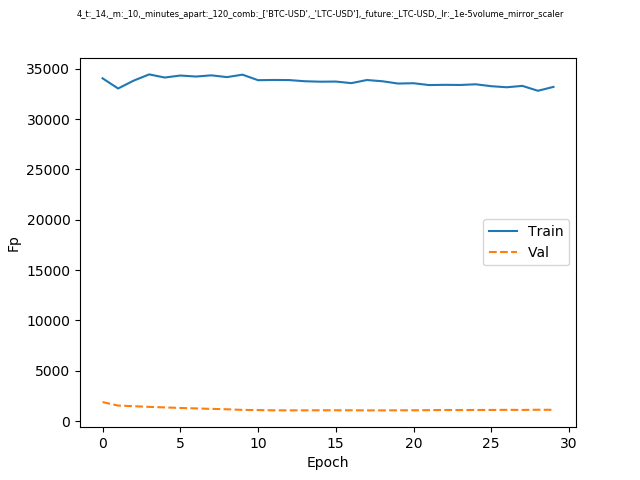 4_t:_14,_m:_10,_minutes_apart:_120_comb:_['BTC-USD',_'LTC-USD'],_future:_LTC-USD,_lr:_1e-5volume_mirror_scaler
35000
30000
25000
20000
15000
10000
5000
0
Fp
Train
Val
0 5 10 15 20 25 30
Epoch